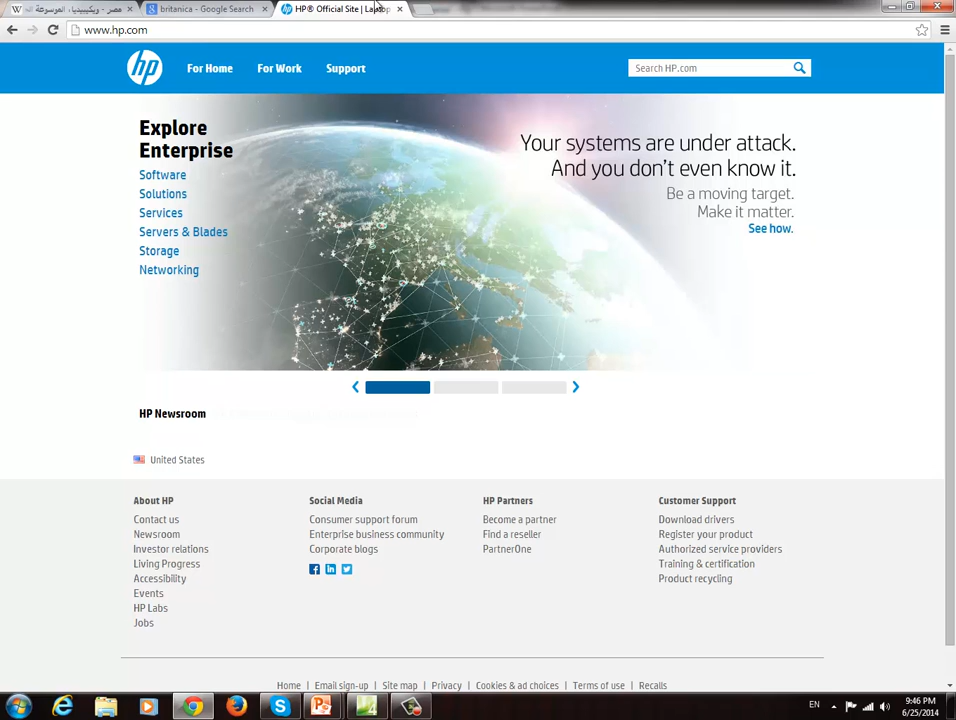 مصر - ويكيبيديا، الموسوعة الـ
britanica - Google Search
HP® Official Site | Laptop
www.hp.com
hp
For Home
For Work
Support
Search HP.com
Explore
Enterprise
Software
Solutions
Services
Servers & Blades
Storage
Networking
Your systems are under attack.
And you don't even know it.
Be a moving target.
Make it matter.
See how.
HP Newsroom
United States
About HP
Contact us
Newsroom
Investor relations
Living Progress
Accessibility
Events
HP Labs
Jobs
Social Media
Consumer support forum
Enterprise business community
Corporate blogs
HP Partners
Become a partner
Find a reseller
PartnerOne
Customer Support
Download drivers
Register your product
Authorized service providers
Training & certification
Product recycling
Home | Email sign-up | Site map | Privacy | Cookies & ad choices | Terms of use | Recalls
EN
9:46 PM
6/25/2014